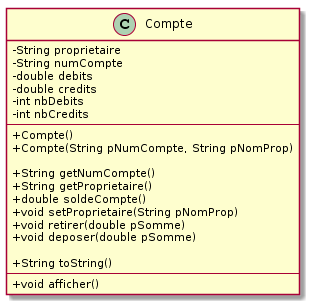 C Compte
-String proprietaire
-String numCompte
-double debits
-double credits
-int nbDebits
-int nbCredits
+Compte()
+Compte(String pNumCompte, String pNomProp)
+String getNumCompte()
+String getProprietaire()
+double soldeCompte()
+void setProprietaire(String pNomProp)
+void retirer(double pSomme)
+void deposer(double pSomme)
+String toString()
+void afficher()